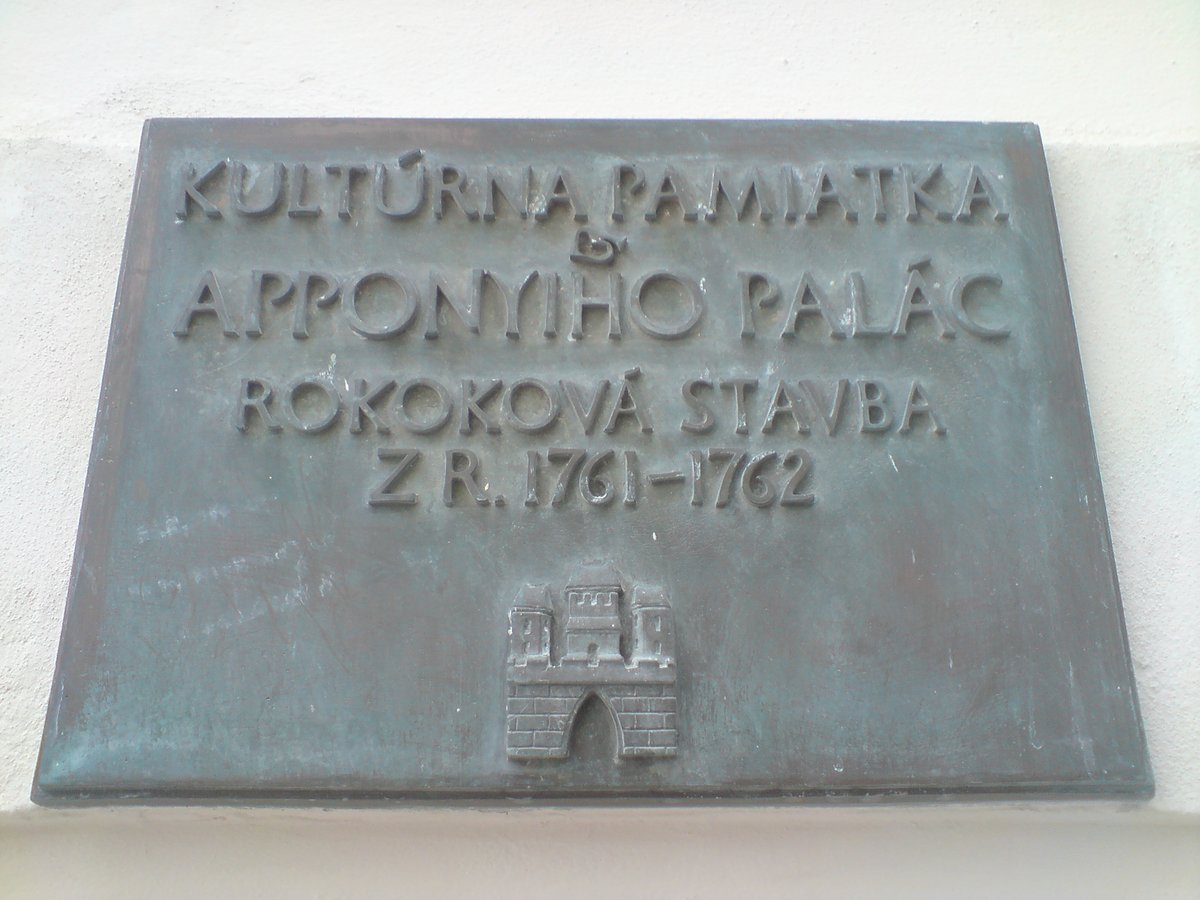 KULTÚRNA PAMIATKA
APPONYIHO PALÁC
ROKOKOVÁ STAVBA
Z R. 1761-1762